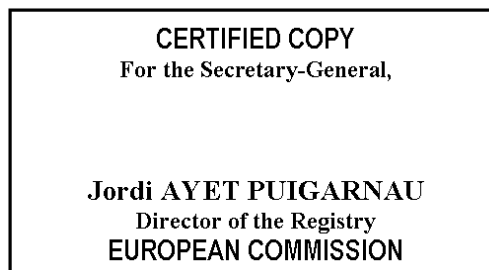 CERTIFIED COPY
For the Secretary-General,
Jordi AYET PUIGARNAU
Director of the Registry
EUROPEAN COMMISSION